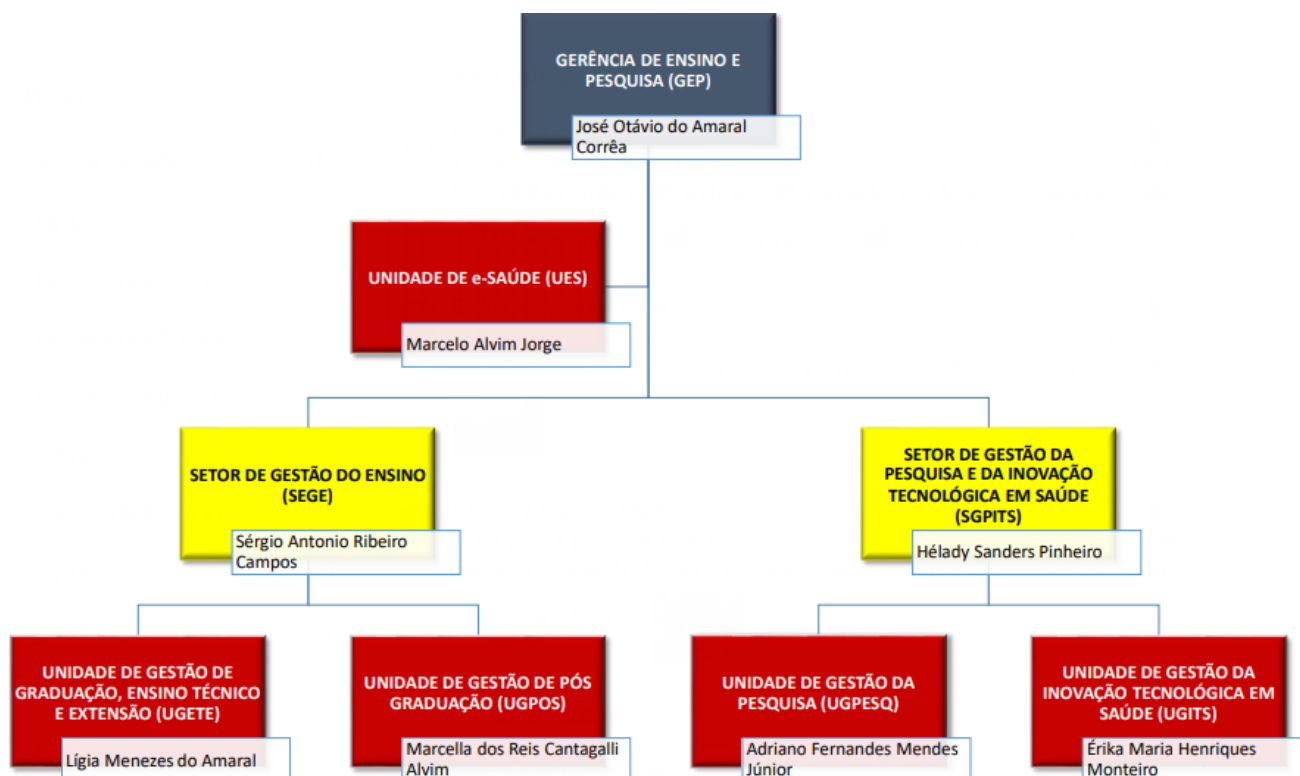 GERÊNCIA DE ENSINO E
PESQUISA (GEP)
José Otávio do Amaral
Corrêa
UNIDADE DE e-SAÚDE (UES)
Marcelo Alvim Jorge
SETOR DE GESTÃO DO ENSINO
(SEGE)
Sérgio Antonio Ribeiro
Campos
SETOR DE GESTÃO DA
PESQUISA E DA INOVAÇÃO
TECNOLÓGICA EM SAÚDE
(SGPITS)
Hélady Sanders Pinheiro
UNIDADE DE GESTÃO DE
GRADUAÇÃO, ENSINO TÉCNICO
E EXTENSÃO (UGETE)
Lígia Menezes do Amaral
UNIDADE DE GESTÃO DE PÓS
GRADUAÇÃO (UGPOS)
Marcella dos Reis Cantagalli
Alvim
UNIDADE DE GESTÃO DA
PESQUISA (UGPESQ)
Adriano Fernandes Mendes
Júnior
UNIDADE DE GESTÃO DA
INOVAÇÃO TECNOLÓGICA EM
SAÚDE (UGITS)
Érika Maria Henriques
Monteiro